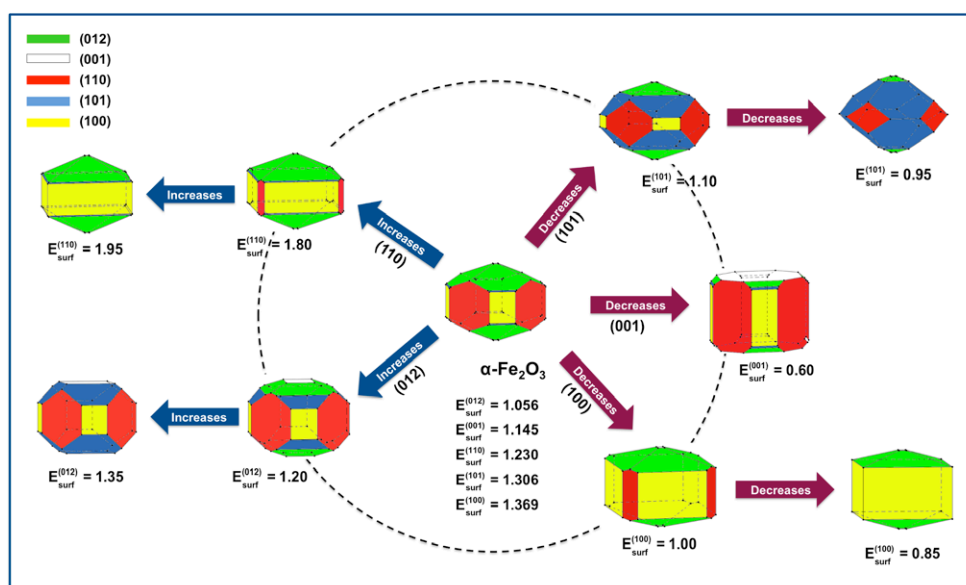 (012)
(001)
(110)
(101)
(100)
Decreases
E surf (101) = 1.10
E surf (101) = 0.95
Increases
E surf (110) = 1.95
E surf (110) = 1.80
Increases
(110)
Decreases
(101)
Decreases
(001)
E surf (001) = 0.60
Increases
(012)
α-Fe₂O₃
Decreases
(100)
Increases
E surf (012) = 1.35
E surf (012) = 1.20
E surf (012) = 1.056
E surf (001) = 1.145
E surf (110) = 1.230
E surf (101) = 1.306
E surf (100) = 1.369
Decreases
E surf (100) = 1.00
E surf (100) = 0.85